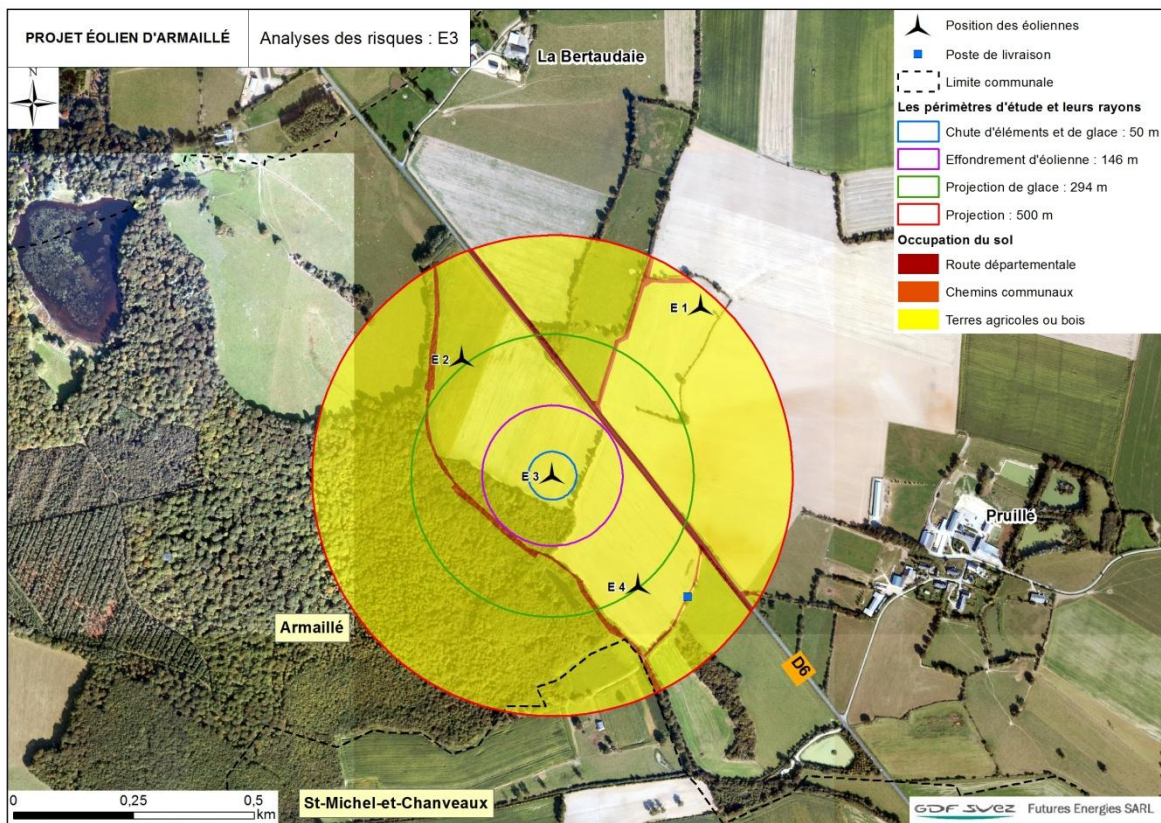 PROJET ÉOLIEN D'ARMAILLÉ
Analyses des risques : E3
N
La Bertaudaie
Position des éoliennes
Poste de livraison
Limite communale
Les périmètres d'étude et leurs rayons
Chute d'éléments et de glace : 50 m
Effondrement d'éolienne : 146 m
Projection de glace : 294 m
Projection : 500 m
Occupation du sol
Route départementale
Chemins communaux
Terres agricoles ou bois
E 1
E 2
E 3
E 4
Pruillé
Armaillé
D6
St-Michel-et-Chanveaux
0 0,25 0,5
km
GDF SUEZ Futures Energies SARL